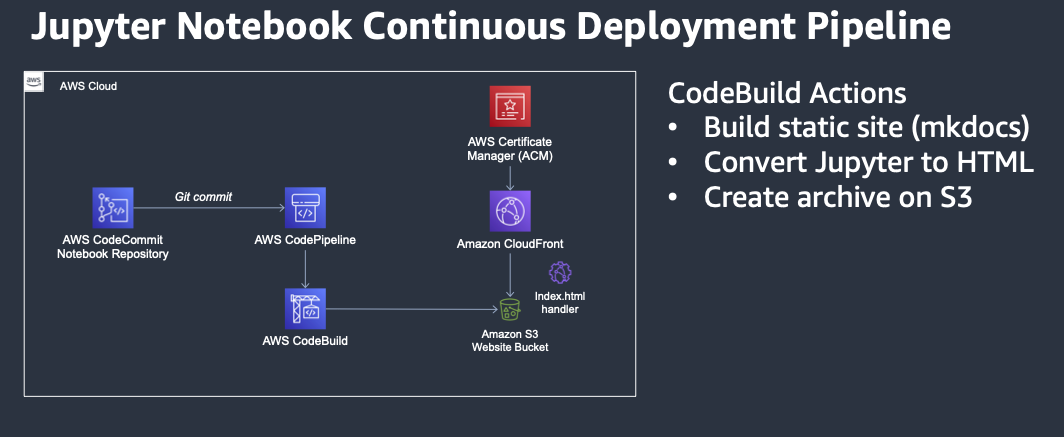 Jupyter Notebook Continuous Deployment Pipeline
aws
AWS Cloud
AWS Certificate
Manager (ACM)
Git commit
AWS CodeCommit
Notebook Repository
AWS CodePipeline
Amazon CloudFront
Index.html
handler
AWS CodeBuild
Amazon S3
Website Bucket
CodeBuild Actions
• Build static site (mkdocs)
• Convert Jupyter to HTML
• Create archive on S3